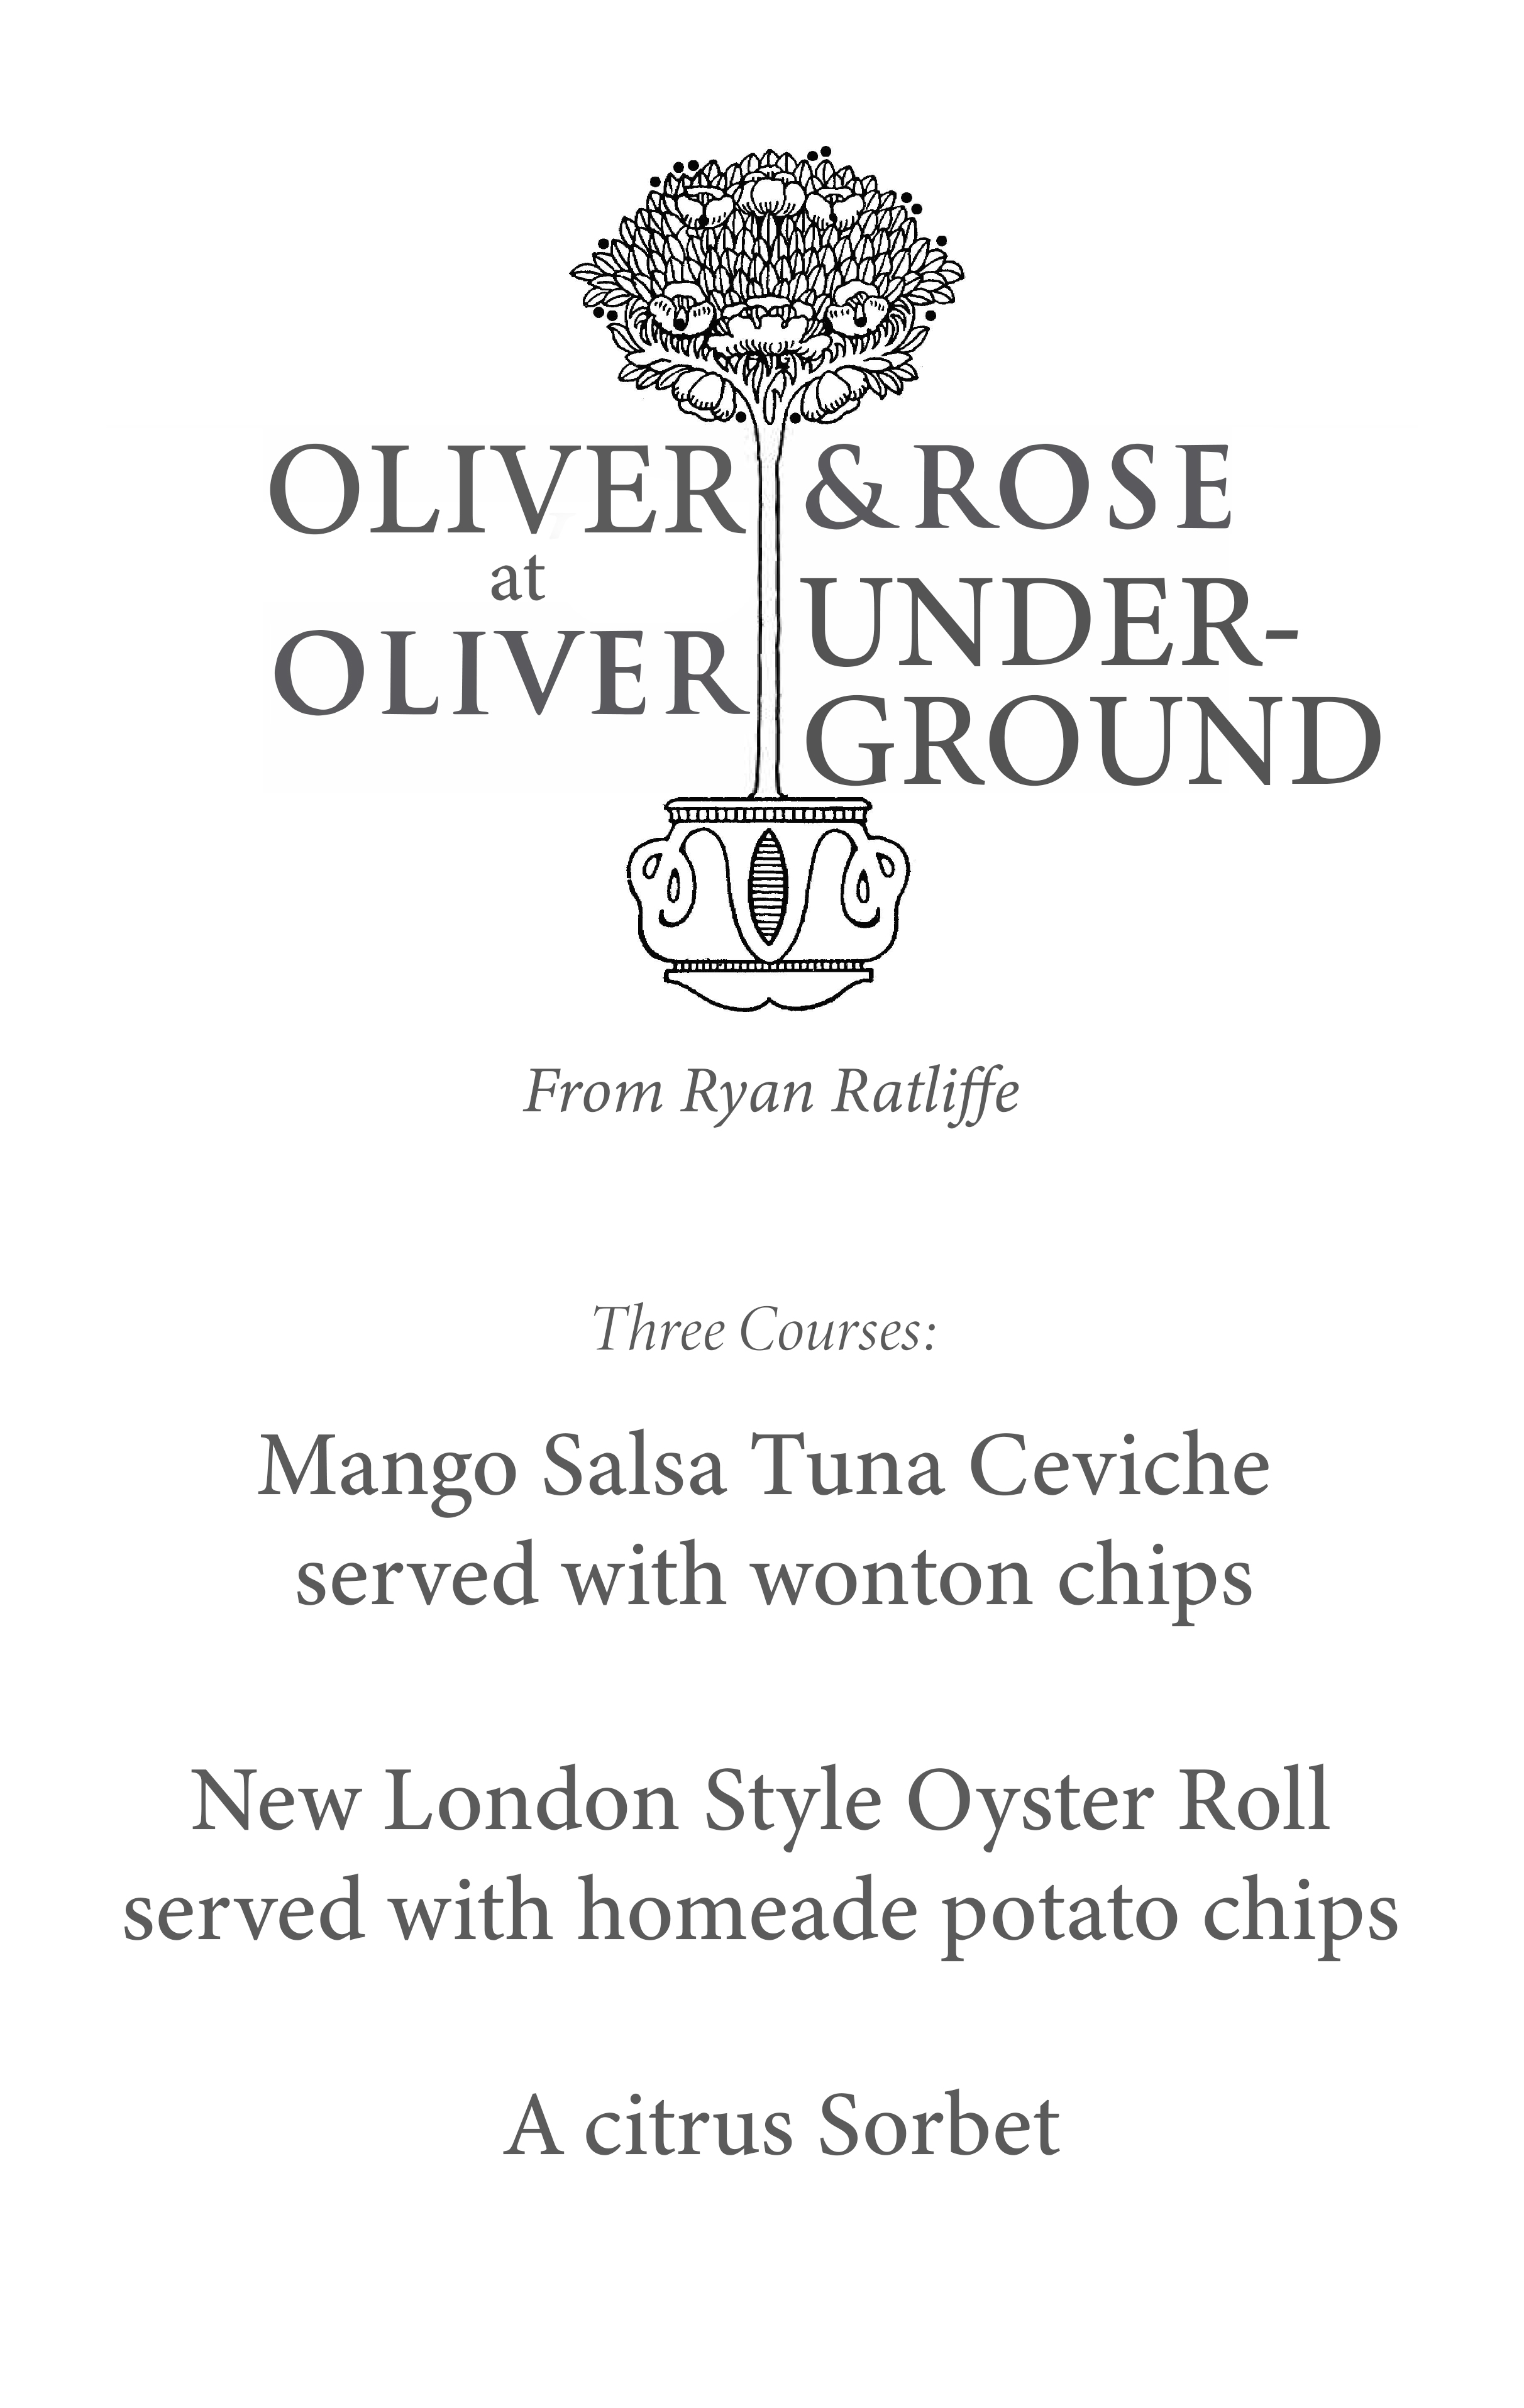 OLIVER & ROSE
at
OLIVER UNDER-
GROUND
From Ryan Ratliffe
Three Courses:
Mango Salsa Tuna Ceviche
served with wonton chips
New London Style Oyster Roll
served with homeade potato chips
A citrus Sorbet